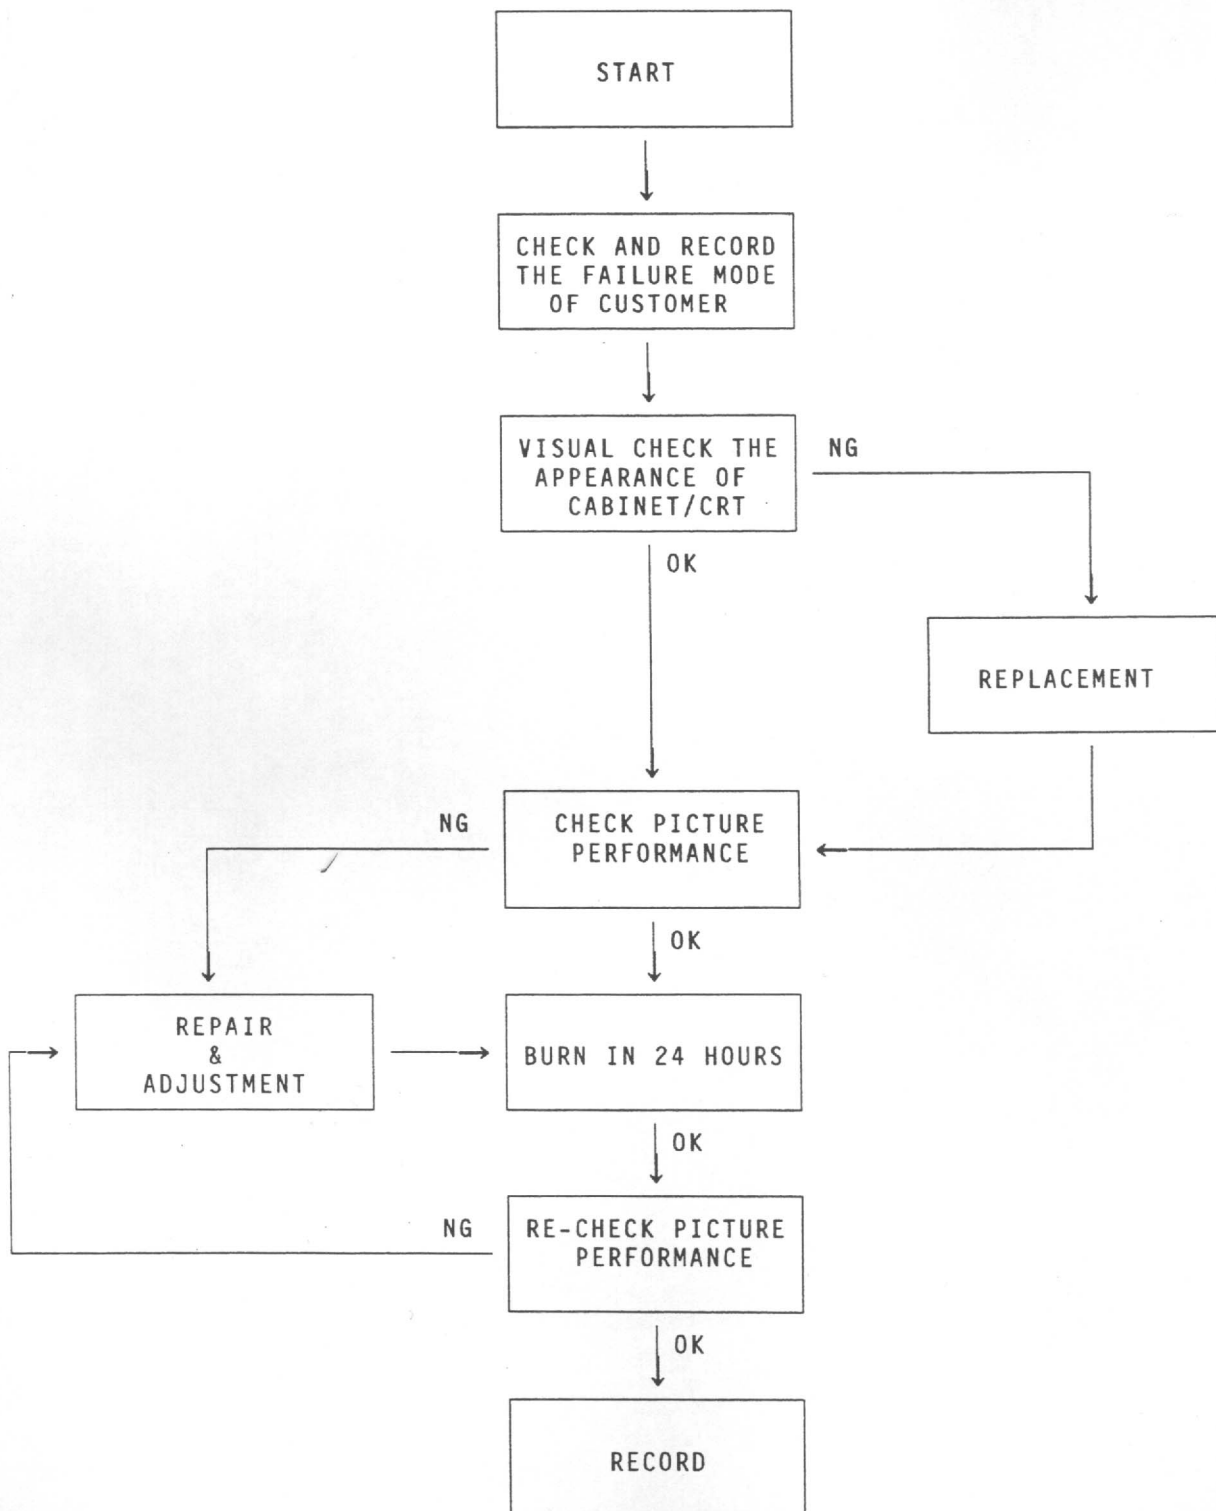 START
CHECK AND RECORD
THE FAILURE MODE
OF CUSTOMER
VISUAL CHECK THE
APPEARANCE OF
CABINET/CRT
NG
OK
REPLACEMENT
NG
CHECK PICTURE
PERFORMANCE
OK
REPAIR
&
ADJUSTMENT
BURN IN 24 HOURS
OK
NG
RE-CHECK PICTURE
PERFORMANCE
OK
RECORD